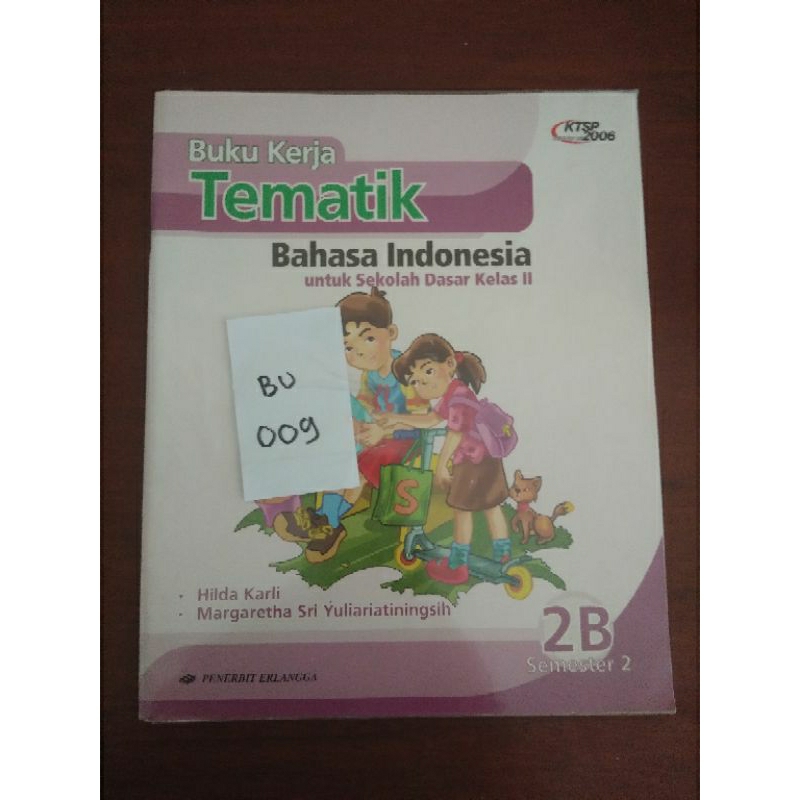 KTSP
2006
Buku Kerja
Tematik
Bahasa Indonesia
untuk Sekolah Dasar Kelas II
BU
009
S
· Hilda Karli
· Margaretha Sri Yuliariatiningsih
2B
Semester 2
PENERBIT ERLANGGA